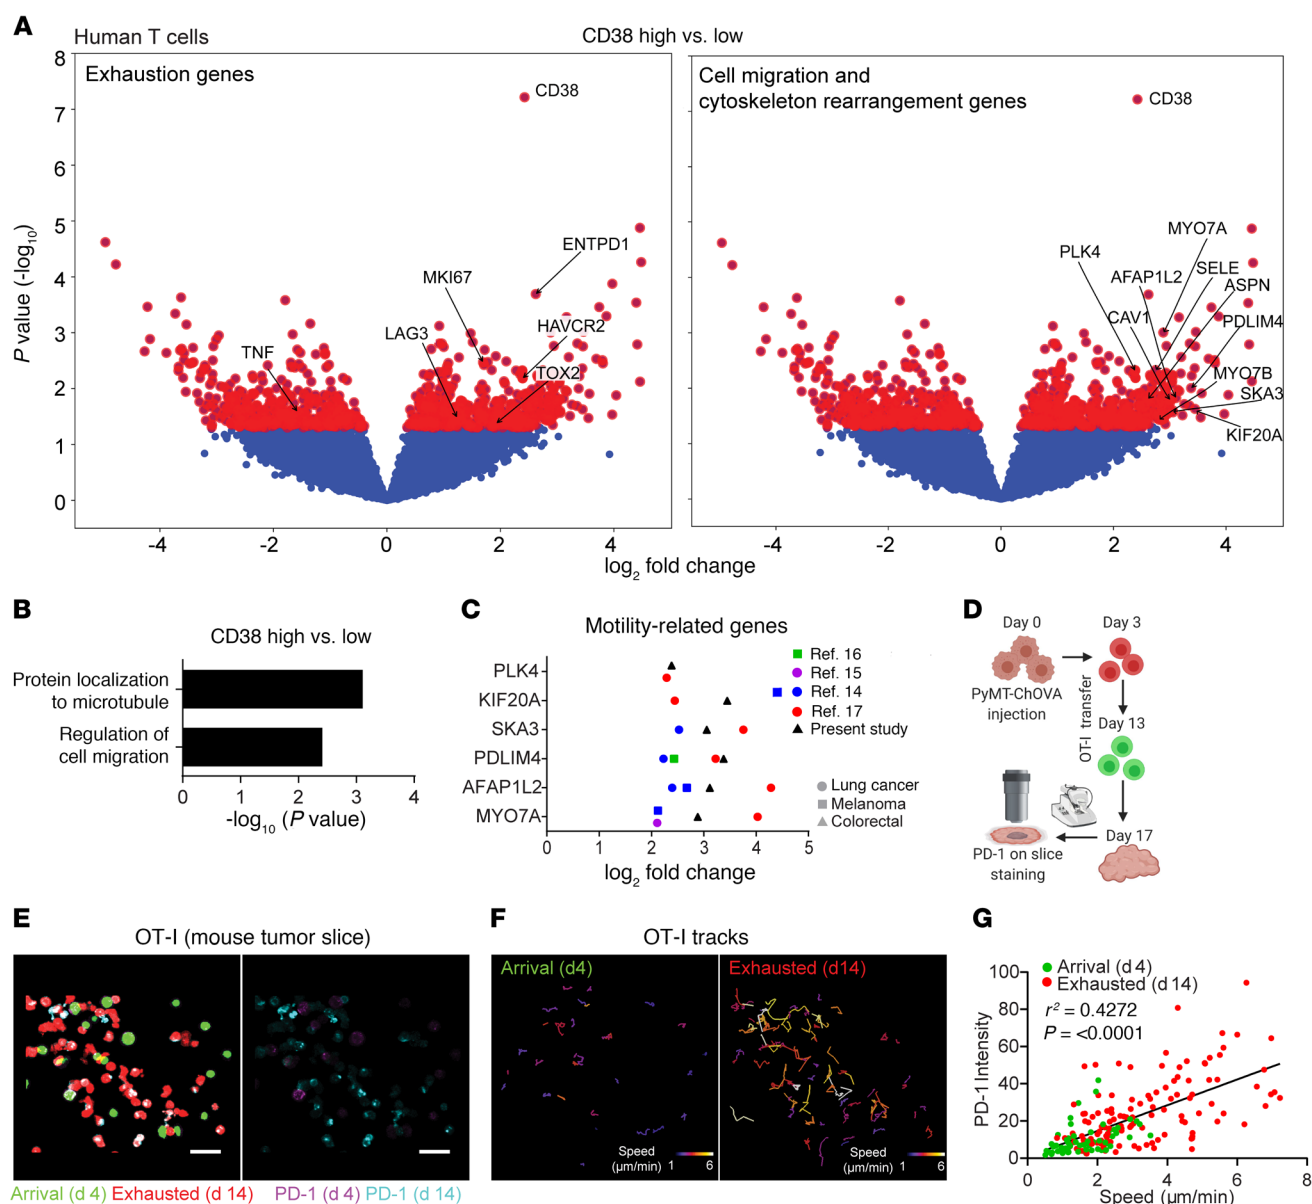 A
Human T cells
CD38 high vs. low
Exhaustion genes
CD38
ENTPD1
MKI67
HAVCR2
LAG3
TNF
TOX2
8
7
6
5
4
3
2
1
0
P value (-log10)
-4
-2
0
2
4
Cell migration and
cytoskeleton rearrangement genes
CD38
MYO7A
PLK4
AFAP1L2
SELE
ASPN
CAV1
PDLIM4
MYO7B
SKA3
KIF20A
-4
-2
0
2
4
log2 fold change
B
CD38 high vs. low
Protein localization
to microtubule
Regulation of
cell migration
0
1
2
3
4
-log10 (P value)
C
Motility-related genes
PLK4
KIF20A
SKA3
PDLIM4
AFAP1L2
MYO7A
Ref. 16
Ref. 15
Ref. 14
Ref. 17
Present study
Lung cancer
Melanoma
Colorectal
0
1
2
3
4
5
log2 fold change
D
Day 0
Day 3
PyMT-ChOVA
injection
OT-I transfer
Day 13
Day 17
PD-1 on slice
staining
E
OT-I (mouse tumor slice)
Arrival (d 4) Exhausted (d 14)
PD-1 (d 4) PD-1 (d 14)
F
OT-I tracks
Arrival (d4)
Exhausted (d14)
Speed
(µm/min) 1 6
Speed
(µm/min) 1 6
G
Arrival (d 4)
Exhausted (d 14)
r2 = 0.4272
P = <0.0001
100
80
60
40
20
0
PD-1 Intensity
0
2
4
6
8
Speed (µm/min)